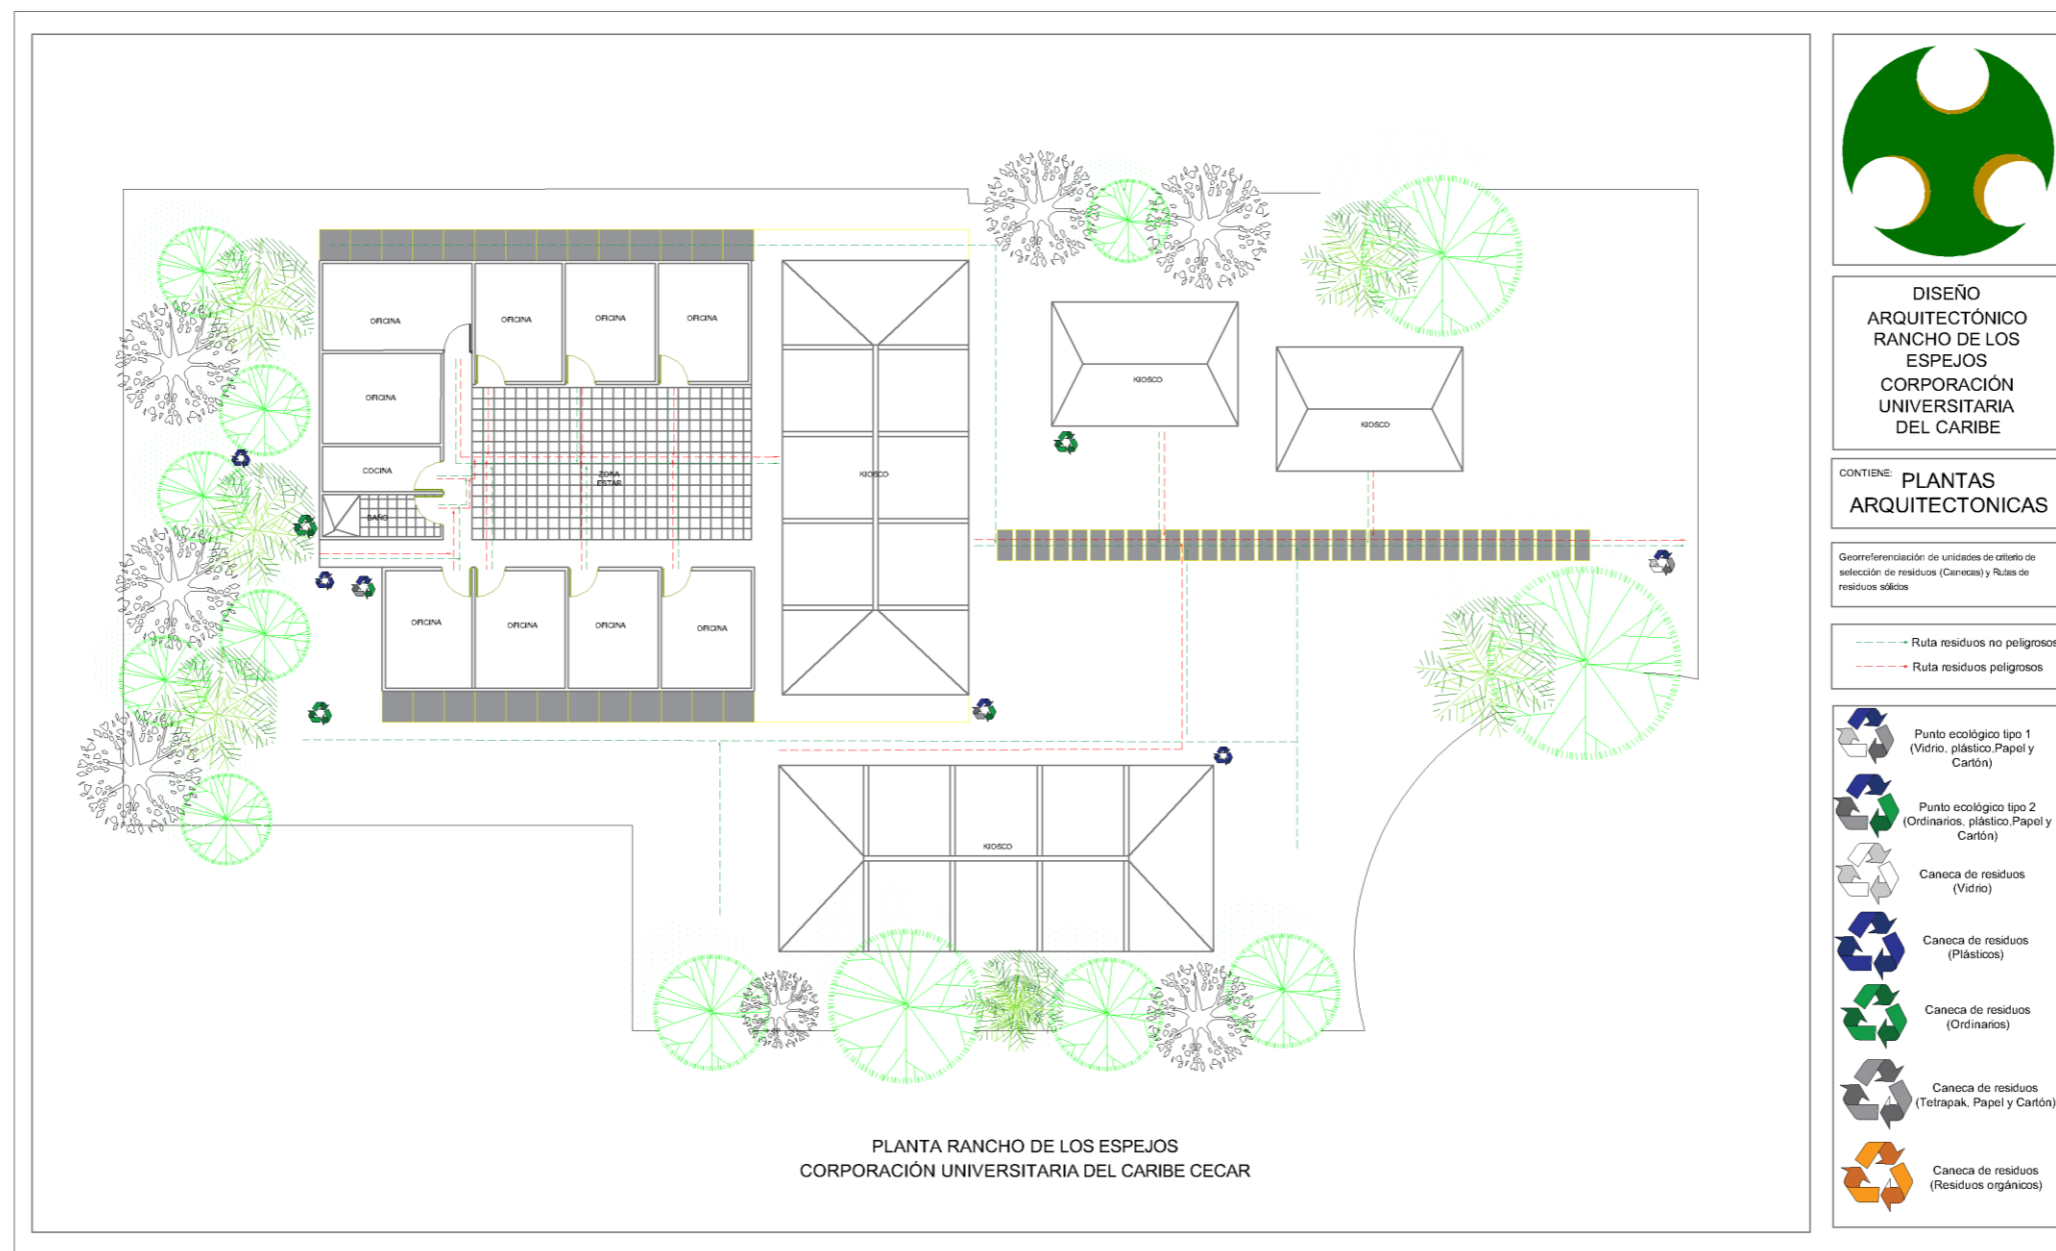 OFICINA
OFICINA
OFICINA
OFICINA
OFICINA
COCINA
BAÑO
ZONA
ESTAR
OFICINA
OFICINA
OFICINA
OFICINA
KIOSCO
KIOSCO
KIOSCO
KIOSCO
PLANTA RANCHO DE LOS ESPEJOS
CORPORACIÓN UNIVERSITARIA DEL CARIBE CECAR
DISEÑO
ARQUITECTÓNICO
RANCHO DE LOS
ESPEJOS
CORPORACIÓN
UNIVERSITARIA
DEL CARIBE
CONTIENE: PLANTAS
ARQUITECTONICAS
Georreferenciación de unidades de criterio de
selección de residuos (Canecas) y Rutas de
residuos sólidos
Ruta residuos no peligrosos
Ruta residuos peligrosos
Punto ecológico tipo 1
(Vidrio, plástico,Papel y
Cartón)
Punto ecológico tipo 2
(Ordinarios, plástico,Papel y
Cartón)
Caneca de residuos
(Vidrio)
Caneca de residuos
(Plásticos)
Caneca de residuos
(Ordinarios)
Caneca de residuos
(Tetrapak, Papel y Cartón)
Caneca de residuos
(Residuos orgánicos)